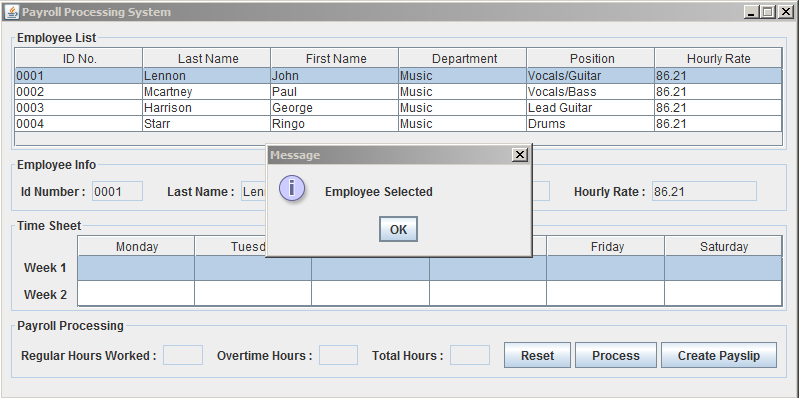 Payroll Processing System
Employee List
ID No. Last Name First Name Department Position Hourly Rate
0001 Lennon John Music Vocals/Guitar 86.21
0002 Mcartney Paul Music Vocals/Bass 86.21
0003 Harrison George Music Lead Guitar 86.21
0004 Starr Ringo Music Drums 86.21
Message
Employee Info
Id Number : 0001 Last Name : Len Hourly Rate : 86.21
Employee Selected
OK
Time Sheet
Monday Tuesd Friday Saturday
Week 1
Week 2
Payroll Processing
Regular Hours Worked : Overtime Hours : Total Hours : Reset Process Create Payslip